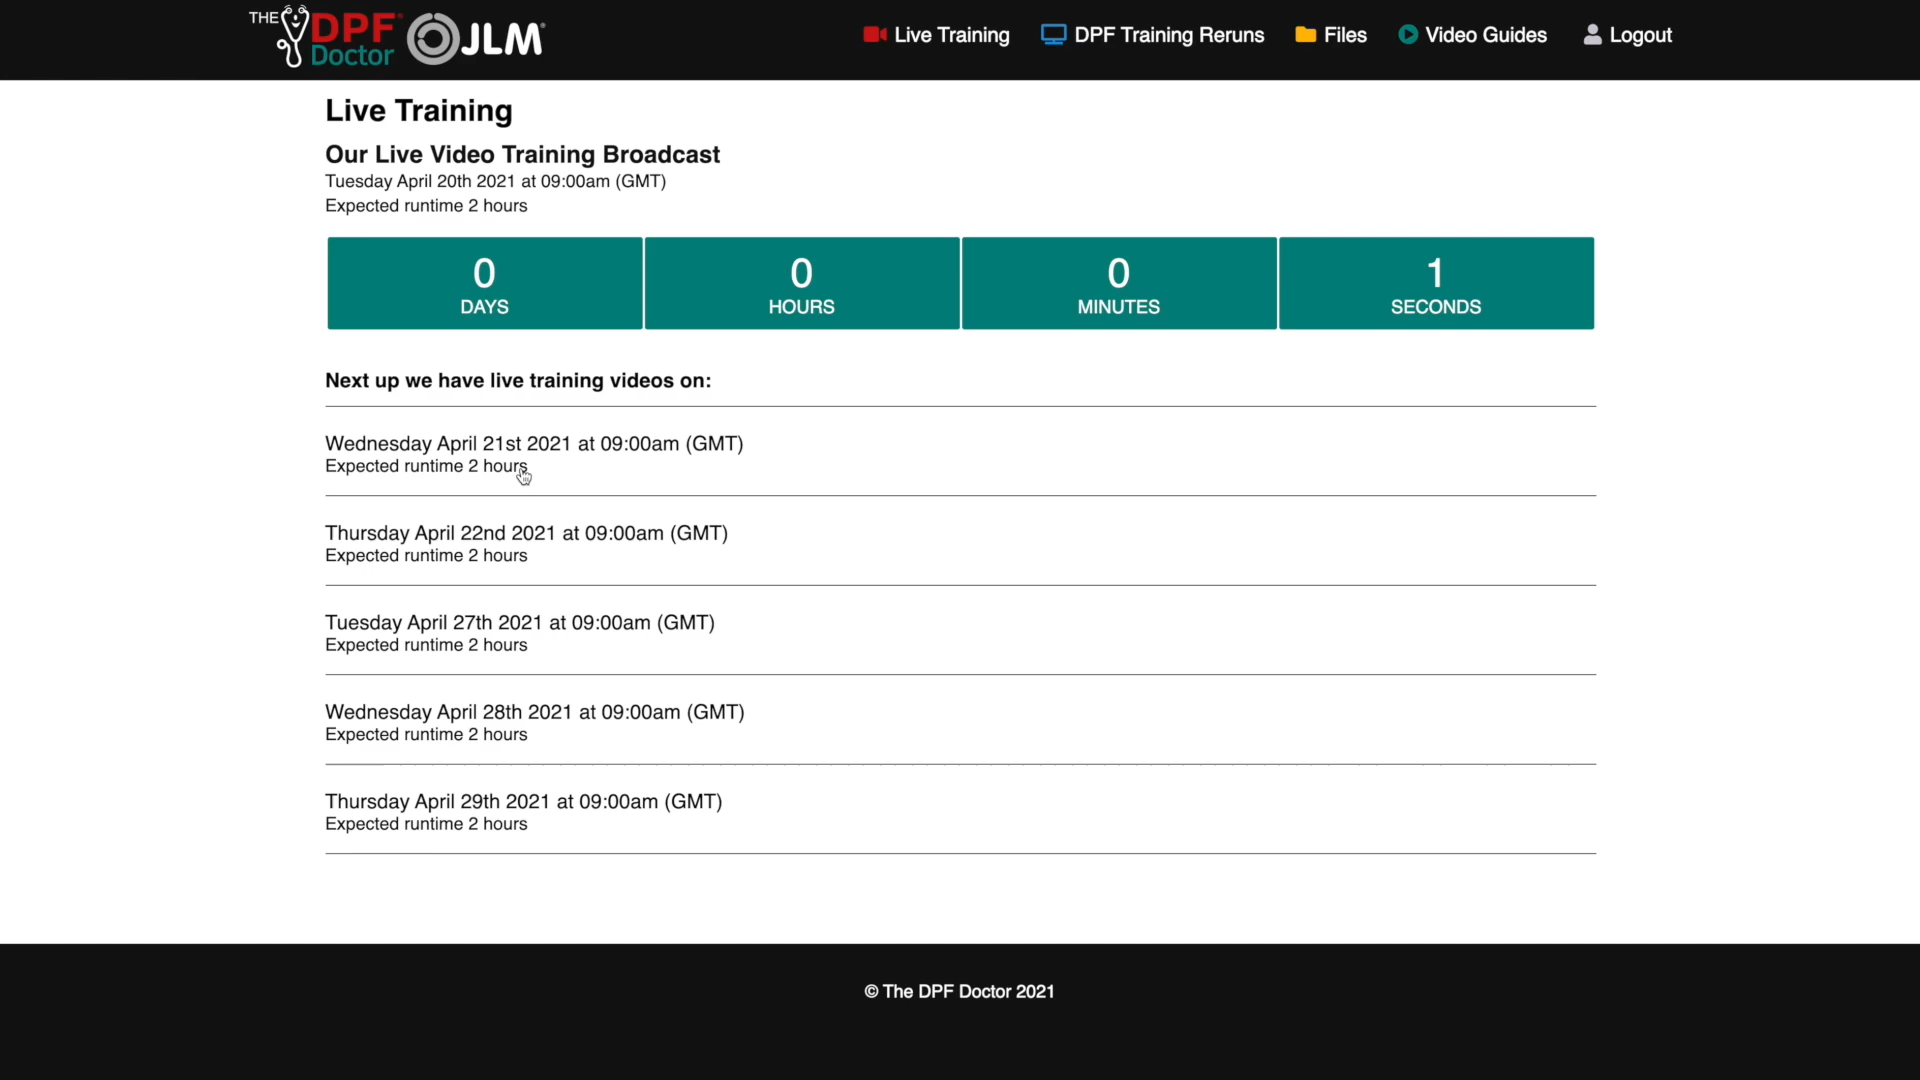 THE DPF Doctor JLM
Live Training DPF Training Reruns Files Video Guides Logout
Live Training
Our Live Video Training Broadcast
Tuesday April 20th 2021 at 09:00am (GMT)
Expected runtime 2 hours
0 0 0 1
DAYS HOURS MINUTES SECONDS
Next up we have live training videos on:
Wednesday April 21st 2021 at 09:00am (GMT)
Expected runtime 2 hours
Thursday April 22nd 2021 at 09:00am (GMT)
Expected runtime 2 hours
Tuesday April 27th 2021 at 09:00am (GMT)
Expected runtime 2 hours
Wednesday April 28th 2021 at 09:00am (GMT)
Expected runtime 2 hours
Thursday April 29th 2021 at 09:00am (GMT)
Expected runtime 2 hours
© The DPF Doctor 2021